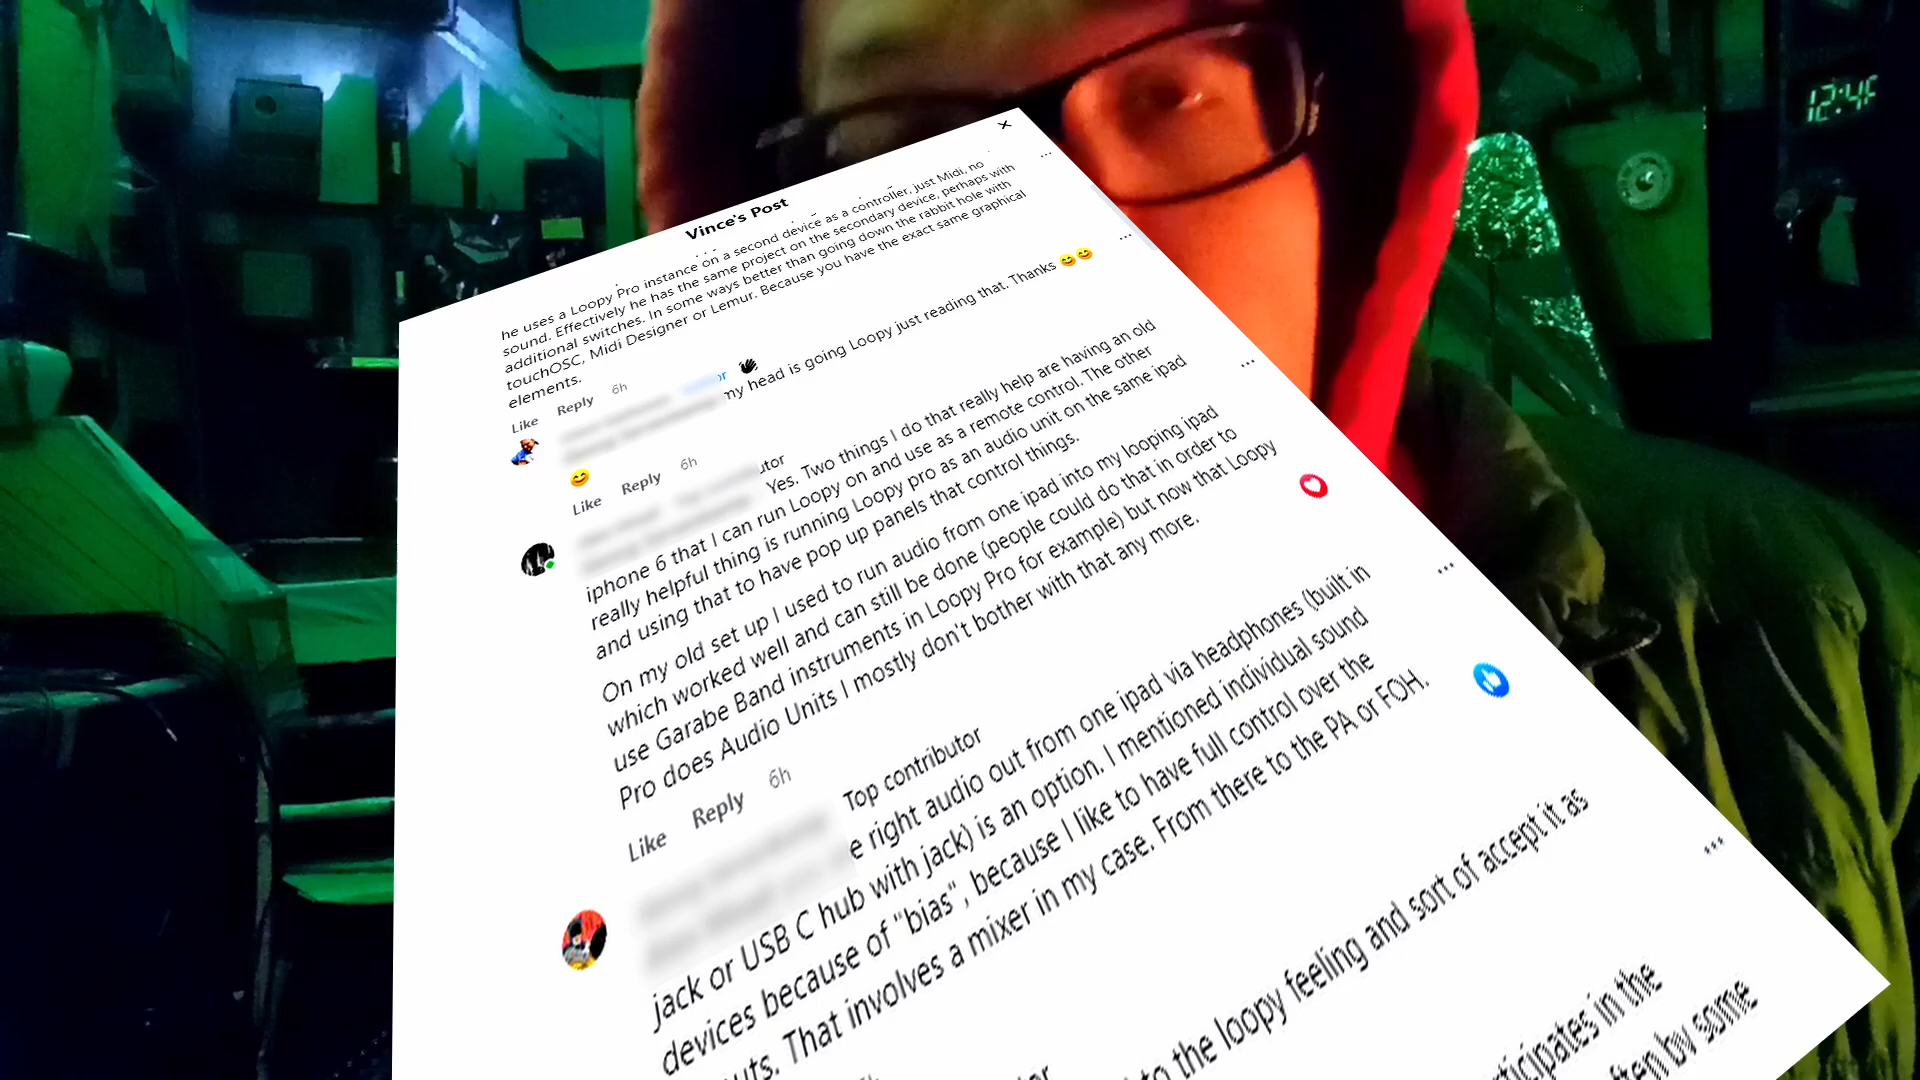 12:4
Vince's Post
he uses a Loopy Pro instance on a second device as a controller, just Midi, no
sound. Effectively he has the same project on the secondary device, perhaps with
additional switches. In some ways better than going down the rabbit hole with
touchOSC, Midi Designer or Lemur. Because you have the exact same graphical
elements.
Like Reply 6h
my head is going Loopy just reading that. Thanks 😊😊
😊
Like Reply 6h
utor
Yes. Two things I do that really help are having an old
iphone 6 that I can run Loopy on and use as a remote control. The other
really helpful thing is running Loopy pro as an audio unit on the same ipad
and using that to have pop up panels that control things.
On my old set up I used to run audio from one ipad into my looping ipad
which worked well and can still be done (people could do that in order to
use Garabe Band instruments in Loopy Pro for example) but now that Loopy
Pro does Audio Units I mostly don't bother with that any more.
Like Reply 6h
Top contributor
e right audio out from one ipad via headphones (built in
jack or USB C hub with jack) is an option. I mentioned individual sound
devices because of "bias", because I like to have full control over the
uts. That involves a mixer in my case. From there to the PA or FOH.
to the loopy feeling and sort of accept it as
rticipates in the
ften by some